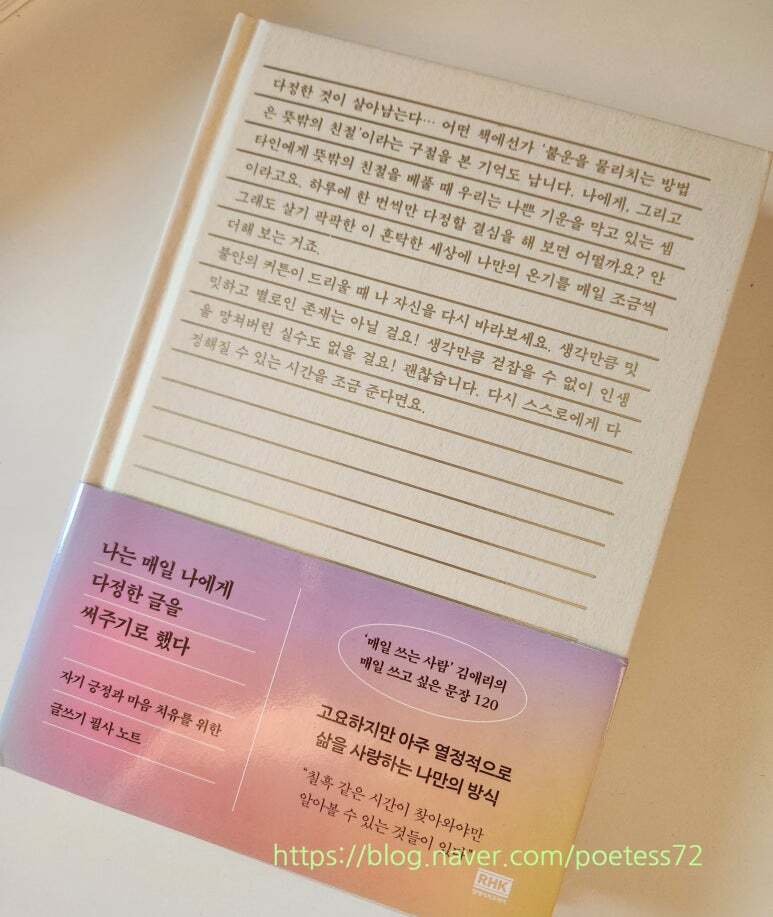 다정한 것이 살아남는다… 어떤 책에선가 '불운을 물리치는 방법
은 뜻밖의 친절'이라는 구절을 본 기억도 납니다. 나에게, 그리고
타인에게 뜻밖의 친절을 베풀 때 우리는 나쁜 기운을 막고 있는 셈
이라고요. 하루에 한 번씩만 다정할 결심을 해 보면 어떨까요? 안
그래도 살기 팍팍한 이 혼탁한 세상에 나만의 온기를 매일 조금씩
더해 보는 거죠.
불안의 커튼이 드리울 때 나 자신을 다시 바라보세요. 생각만큼 밋
밋하고 별로인 존재는 아닐 걸요! 생각만큼 걷잡을 수 없이 인생
을 망쳐버린 실수도 없을 걸요! 괜찮습니다. 다시 스스로에게 다
정해질 수 있는 시간을 조금 준다면요.
나는 매일 나에게
다정한 글을
써주기로 했다
자기 긍정과 마음 치유를 위한
글쓰기 필사 노트
'매일 쓰는 사람' 김애리의
매일 쓰고 싶은 문장 120
고요하지만 아주 열정적으로
삶을 사랑하는 나만의 방식
"칠흑 같은 시간이 찾아와야만
알아볼 수 있는 것들이 있다"
https://blog.naver.com/poetess72
RHK